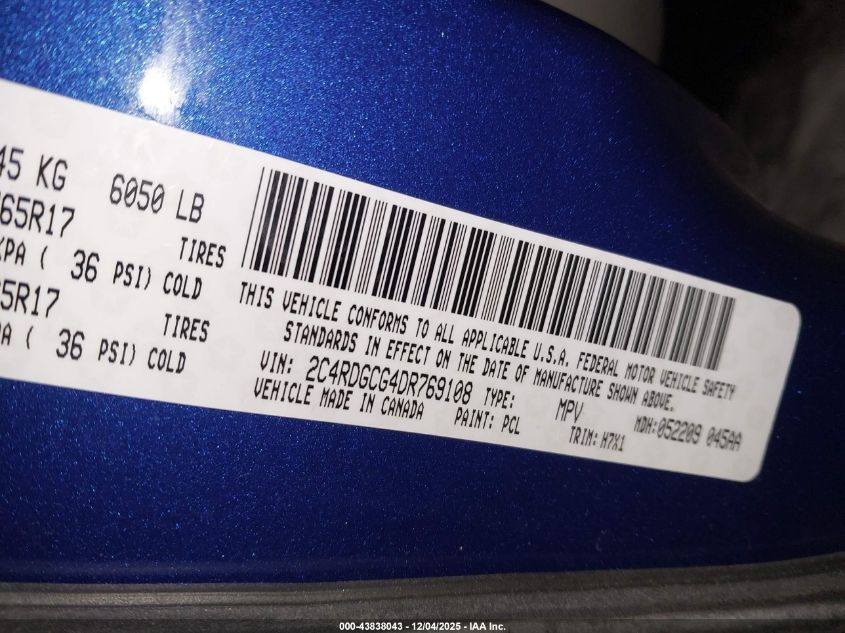 45 KG 6050 LB
65R17 TIRES
KPA ( 36 PSI) COLD
65R17 TIRES
PA ( 36 PSI) COLD
THIS VEHICLE CONFORMS TO ALL APPLICABLE U.S.A. FEDERAL MOTOR VEHICLE SAFETY
STANDARDS IN EFFECT ON THE DATE OF MANUFACTURE SHOWN ABOVE.
VIN: 2C4RDGCG4DR769108 TYPE: MPV MDH:052209 045AA
VEHICLE MADE IN CANADA PAINT: PCL TRIM: H7X1
000-43838043 - 12/04/2025 - IAA Inc.